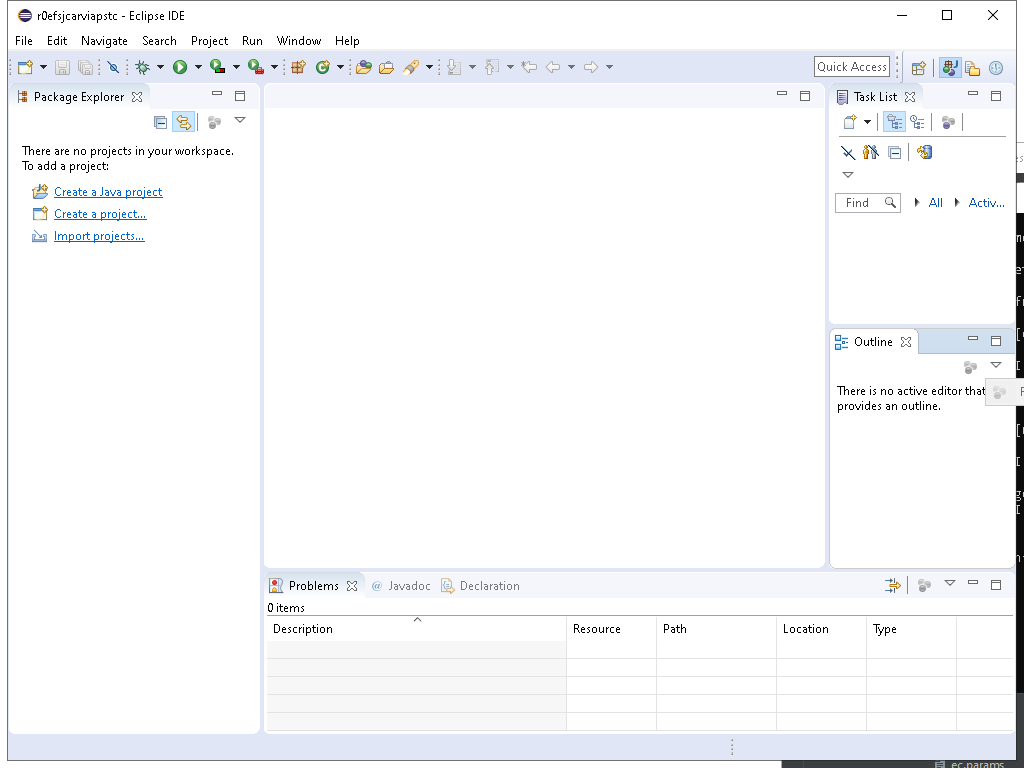 r0efsjcarviapstc - Eclipse IDE
File Edit Navigate Search Project Run Window Help
Quick Access
Package Explorer
There are no projects in your workspace.
To add a project:
Create a Java project
Create a project...
Import projects...
Task List
Find
All
Activ...
Outline
There is no active editor that
provides an outline.
Problems
@ Javadoc
Declaration
0 items
Description Resource Path Location Type
ec.params